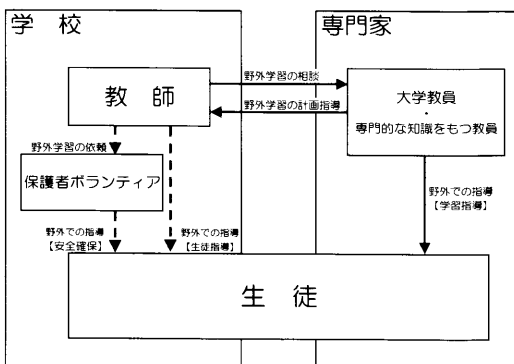 学校
専門家
野外学習の相談
教師
大学教員
・
専門的な知識をもつ教員
野外学習の計画指導
野外学習の依頼
保護者ボランティア
野外での指導
【安全確保】
野外での指導
【生徒指導】
野外での指導
【学習指導】
生徒